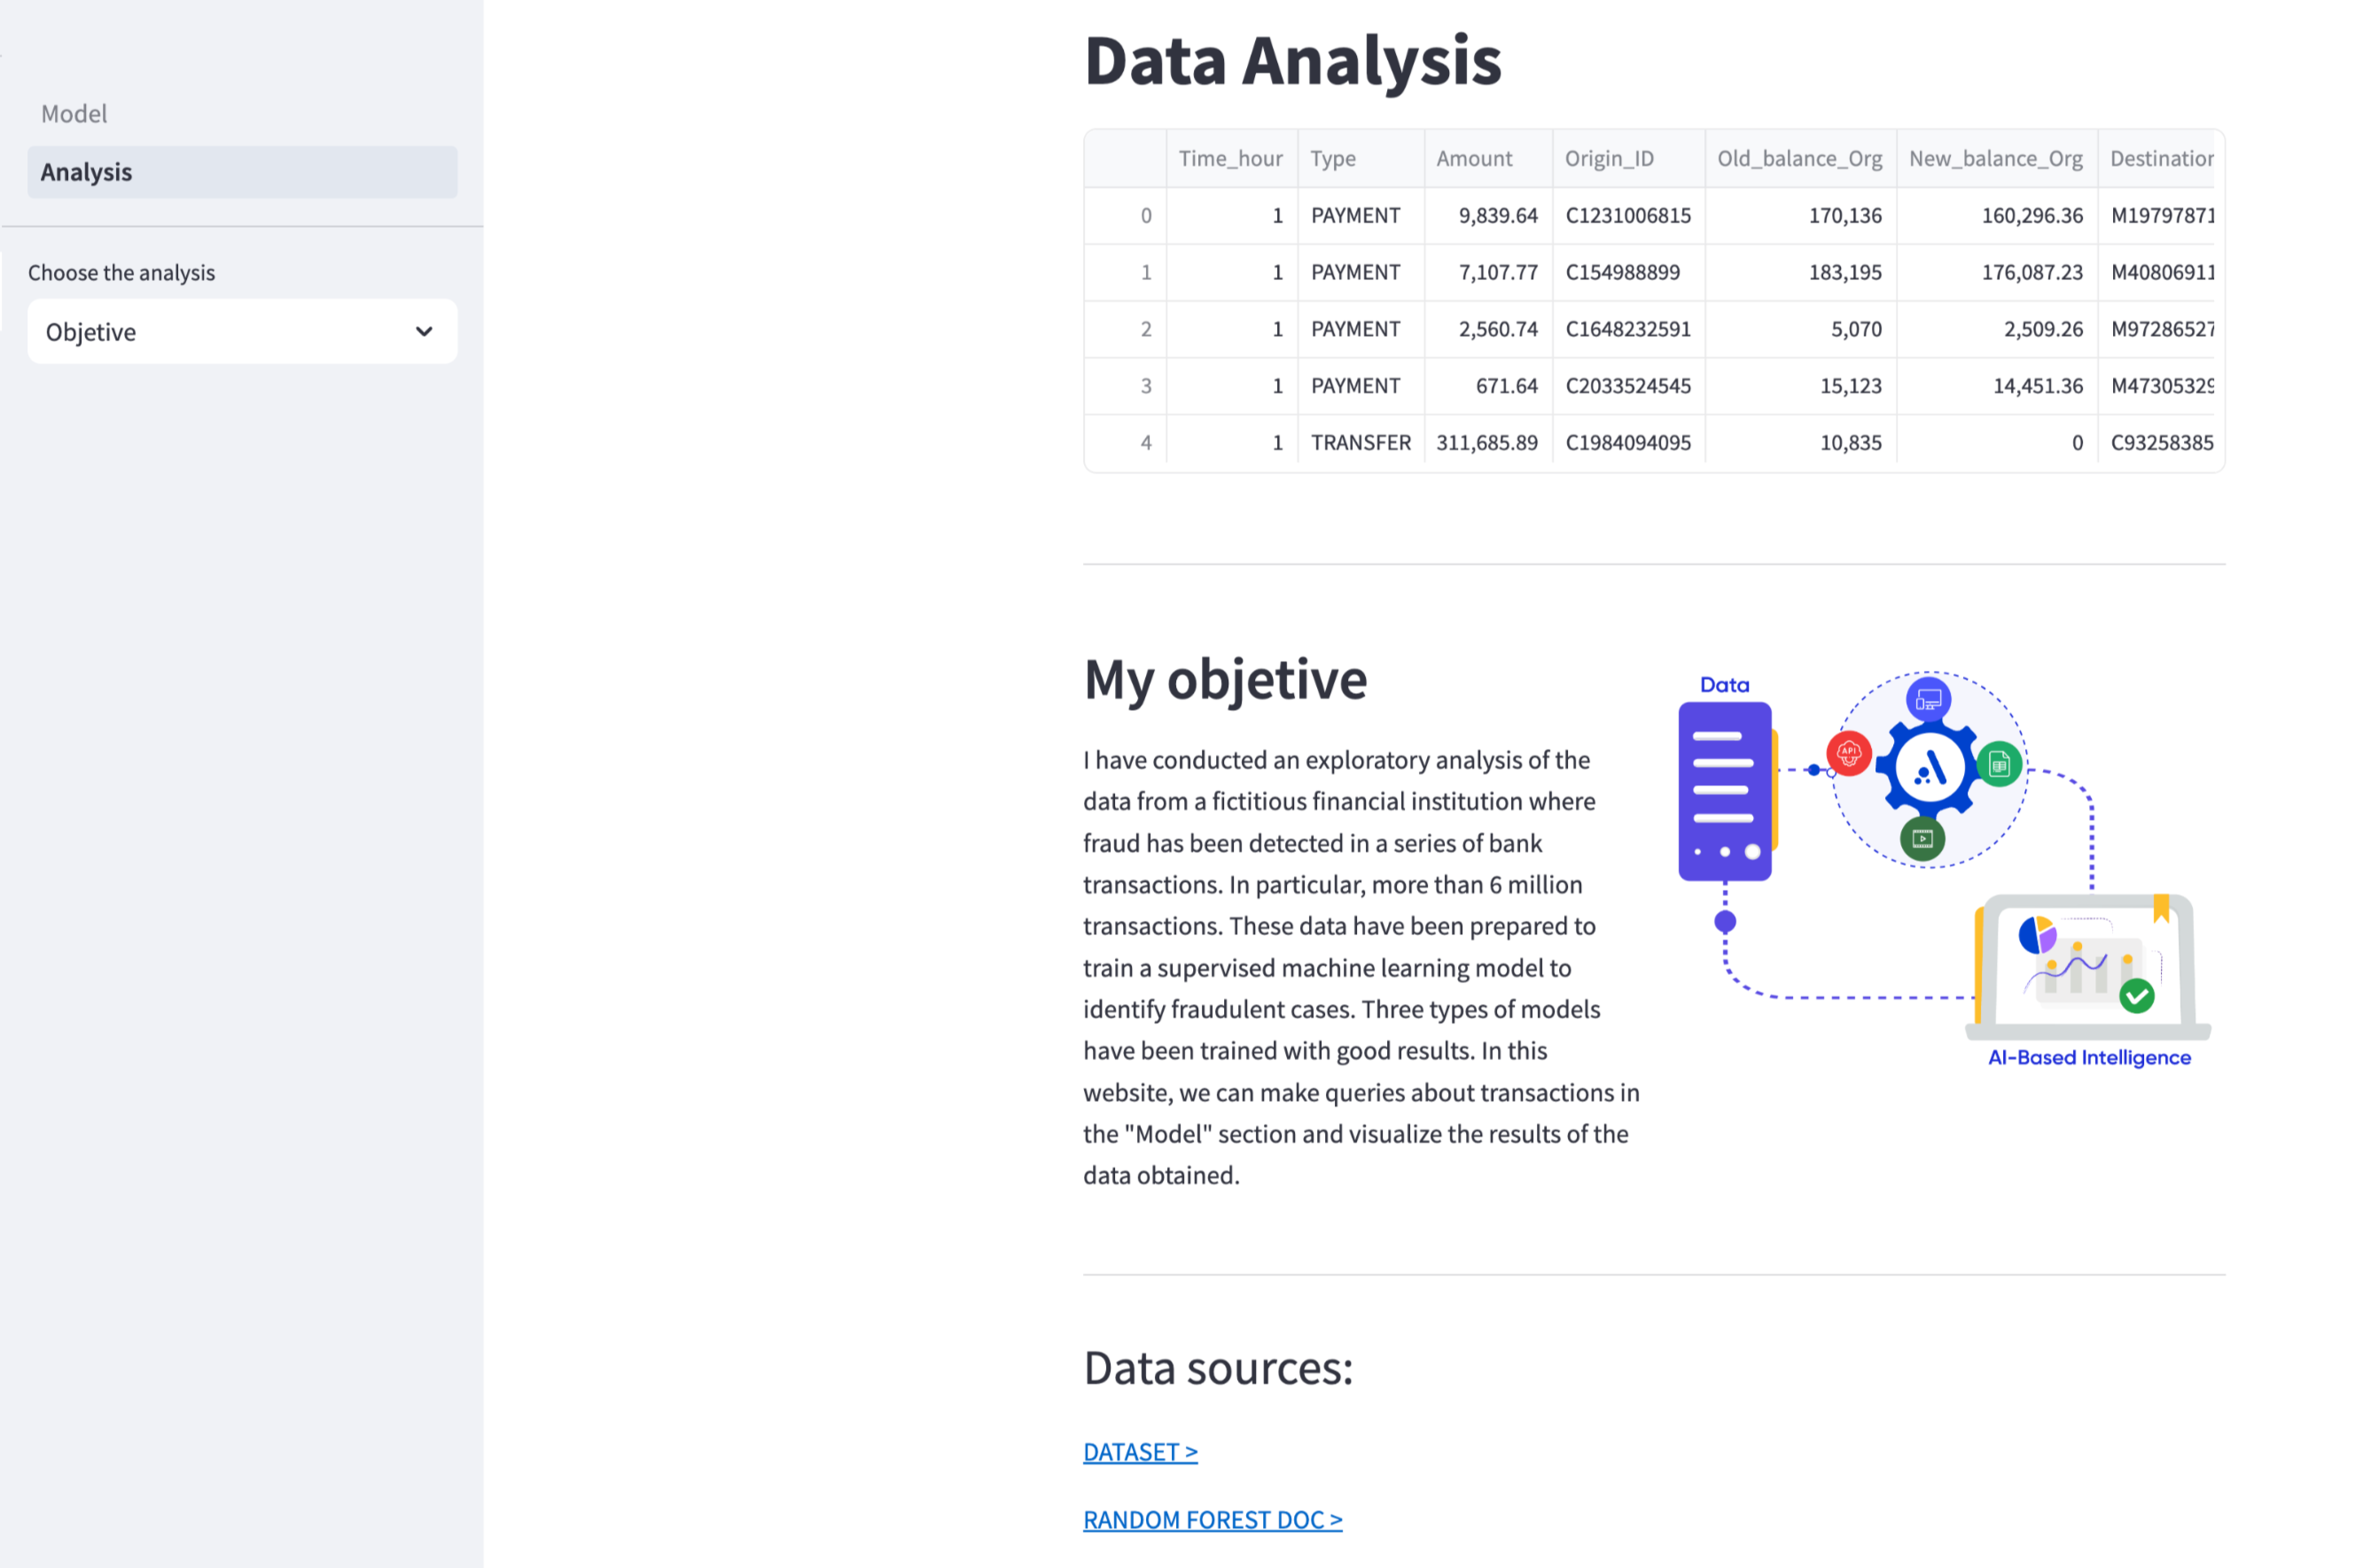 Model
Analysis
Choose the analysis
Objetive
Data Analysis
Time_hour Type Amount Origin_ID Old_balance_Org New_balance_Org Destination
0 1 PAYMENT 9,839.64 C1231006815 170,136 160,296.36 M19797871
1 1 PAYMENT 7,107.77 C154988899 183,195 176,087.23 M40806911
2 1 PAYMENT 2,560.74 C1648232591 5,070 2,509.26 M97286527
3 1 PAYMENT 671.64 C2033524545 15,123 14,451.36 M47305329
4 1 TRANSFER 311,685.89 C1984094095 10,835 0 C93258385
My objetive
I have conducted an exploratory analysis of the
data from a fictitious financial institution where
fraud has been detected in a series of bank
transactions. In particular, more than 6 million
transactions. These data have been prepared to
train a supervised machine learning model to
identify fraudulent cases. Three types of models
have been trained with good results. In this
website, we can make queries about transactions in
the "Model" section and visualize the results of the
data obtained.
Data
API
AI-Based Intelligence
Data sources:
DATASET >
RANDOM FOREST DOC >